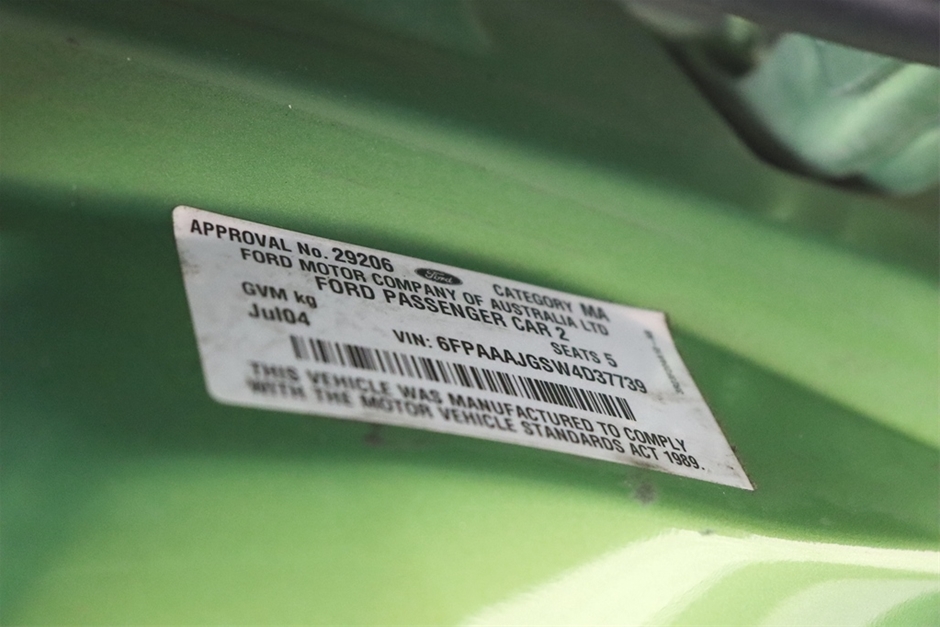 APPROVAL No. 29206 Ford CATEGORY MA
FORD MOTOR COMPANY OF AUSTRALIA LTD
FORD PASSENGER CAR 2
GVM kg SEATS 5
Jul04
VIN: 6FPAAAJGSW4D37739
THIS VEHICLE WAS MANUFACTURED TO COMPLY
WITH THE MOTOR VEHICLE STANDARDS ACT 1989.